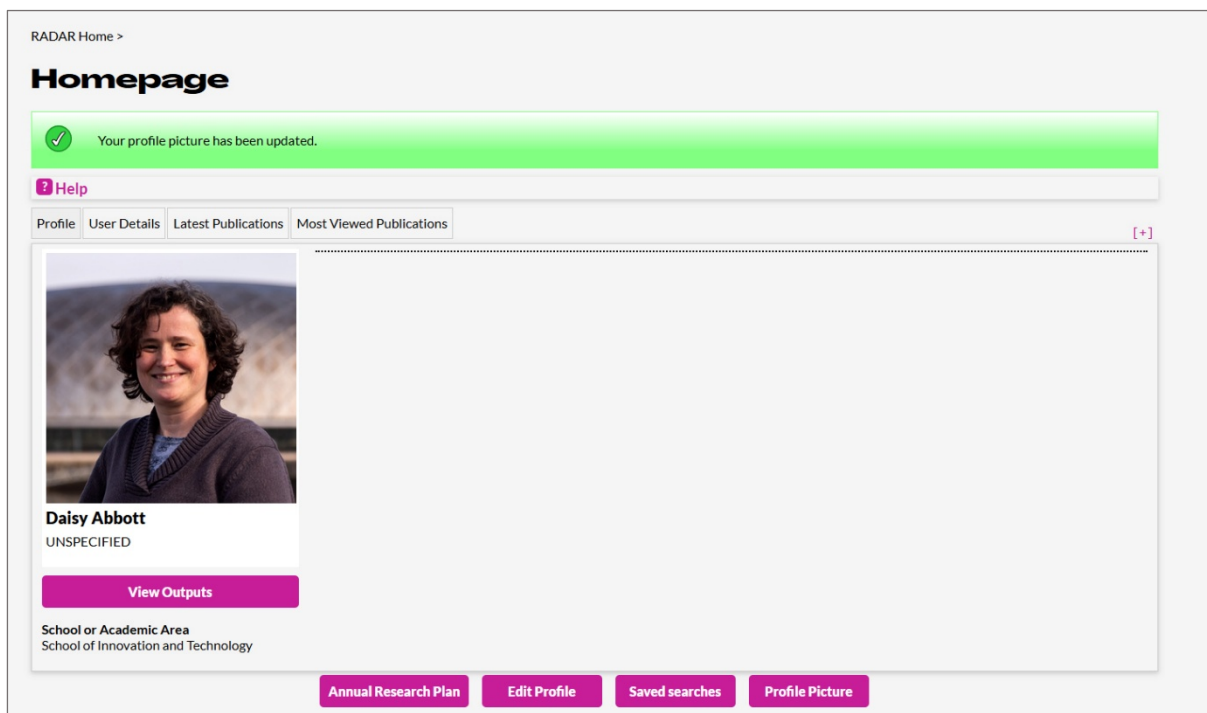 RADAR Home >
Homepage
Your profile picture has been updated.
? Help
Profile User Details Latest Publications Most Viewed Publications
[+]
Daisy Abbott
UNSPECIFIED
View Outputs
School or Academic Area
School of Innovation and Technology
Annual Research Plan Edit Profile Saved searches Profile Picture